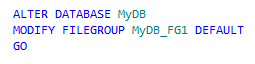 ALTER DATABASE MyDB
MODIFY FILEGROUP MyDB_FG1 DEFAULT
GO